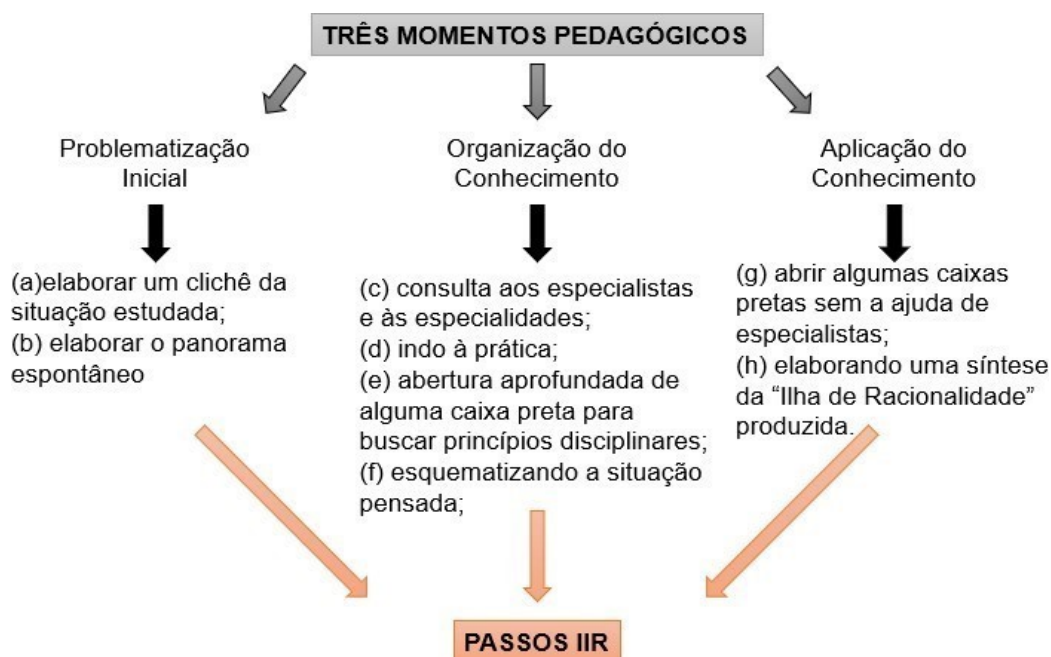 TRÊS MOMENTOS PEDAGÓGICOS
Problematização
Inicial
(a)elaborar um clichê da
situação estudada;
(b) elaborar o panorama
espontâneo
Organização do
Conhecimento
(c) consulta aos especialistas
e às especialidades;
(d) indo à prática;
(e) abertura aprofundada de
alguma caixa preta para
buscar princípios disciplinares;
(f) esquematizando a situação
pensada;
Aplicação do
Conhecimento
(g) abrir algumas caixas
pretas sem a ajuda de
especialistas;
(h) elaborando uma síntese
da “Ilha de Racionalidade”
produzida.
PASSOS IIR